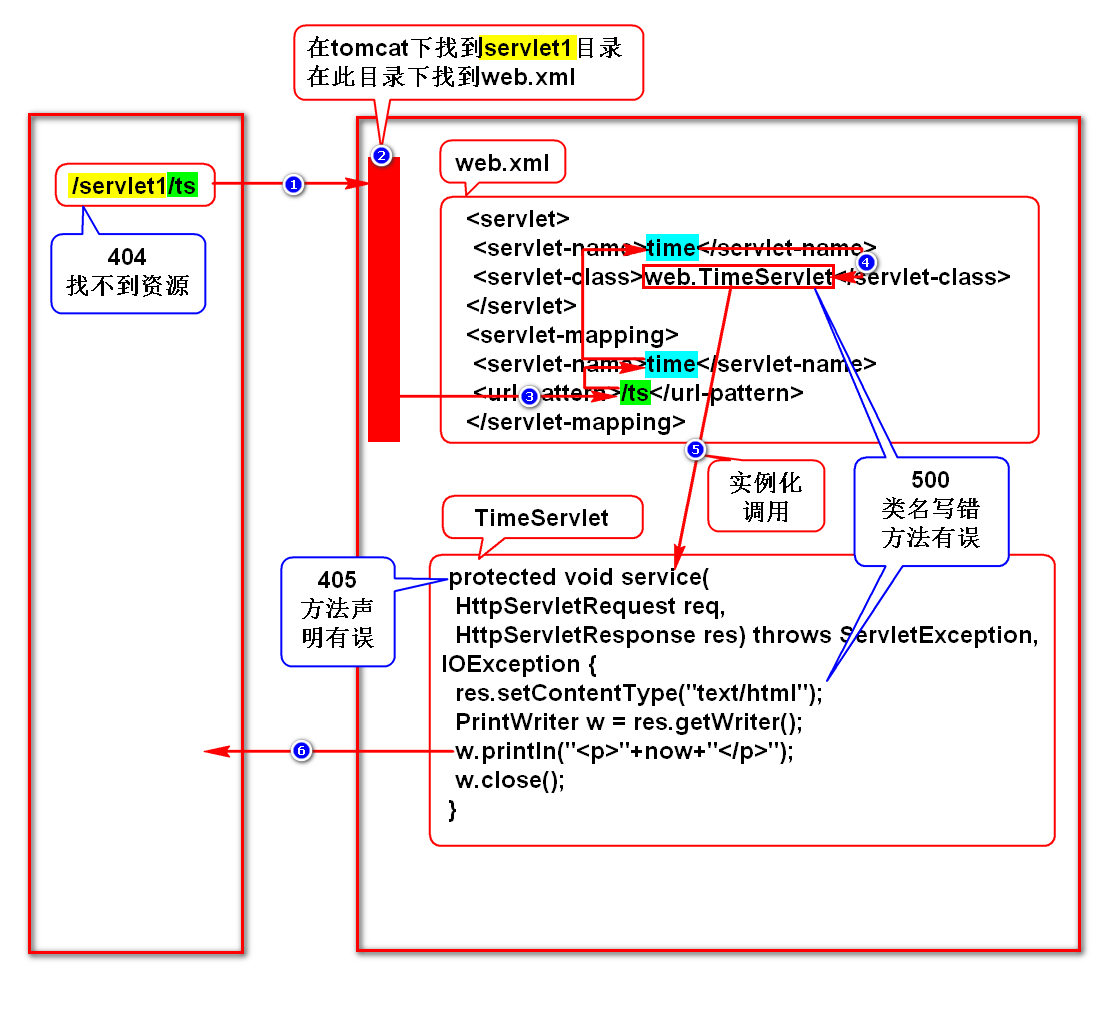 在tomcat下找到servlet1目录
在此目录下找到web.xml
2
/servlet1/ts
1
404
找不到资源
web.xml
<servlet>
<servlet-name>time</servlet-name>
4
<servlet-class>web.TimeServlet</servlet-class>
</servlet>
<servlet-mapping>
<servlet-name>time</servlet-name>
3
<url-pattern>/ts</url-pattern>
</servlet-mapping>
5
实例化
调用
500
类名写错
方法有误
TimeServlet
405
方法声
明有误
protected void service(
HttpServletRequest req,
HttpServletResponse res) throws ServletException,
IOException {
res.setContentType("text/html");
PrintWriter w = res.getWriter();
6
w.println("<p>"+now+"</p>");
w.close();
}